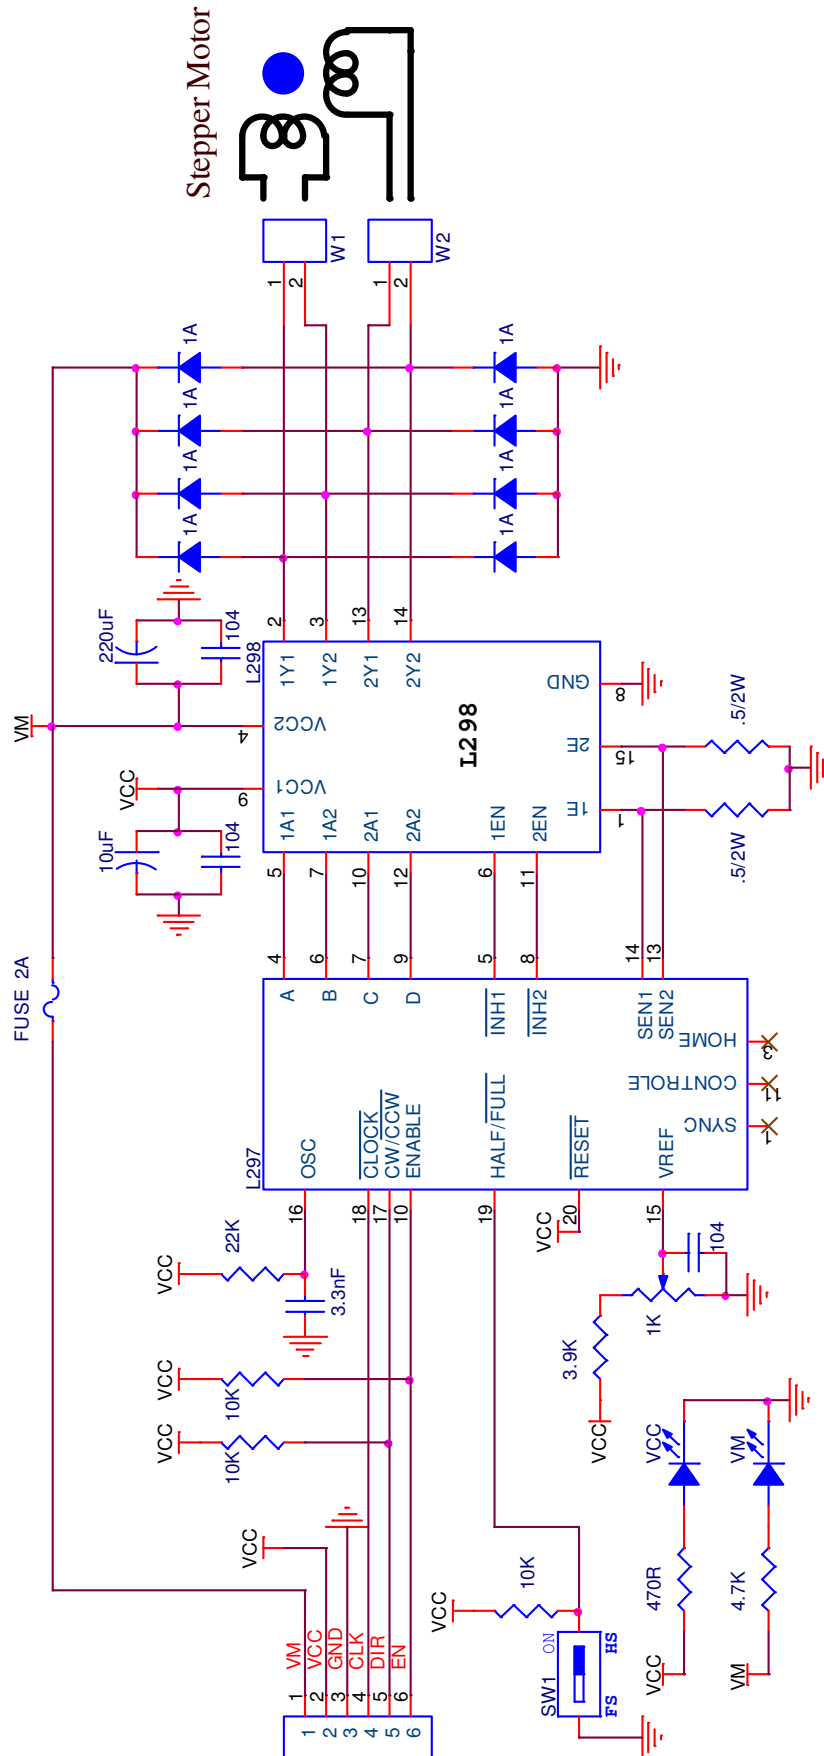 Stepper Motor
W1
W2
1
2
1
2
1A
1A
1A
1A
1A
1A
1A
1A
220uF
104
L298
VM
VCC
10uF
104
2
3
13
14
1Y1
1Y2
2Y1
2Y2
4
VCC2
9
VCC1
L298
GND
8
2E
15
1E
1
1A1
1A2
2A1
2A2
1EN
2EN
5
7
10
12
6
11
.5/2W
.5/2W
FUSE 2A
4
6
7
9
5
8
14
13
A
B
C
D
INH1
INH2
SEN1
SEN2
HOME
3
CONTROLE
11
SYNC
1
L297
OSC
CLOCK
CW/CCW
ENABLE
HALF/FULL
RESET
VREF
16
18
17
10
19
20
15
VCC
22K
3.3nF
VCC
10K
VCC
10K
VCC
104
1K
3.9K
VCC
VCC
VM
470R
4.7K
VCC
VM
VCC
VCC
10K
SW1
ON
FS
HS
VM
VCC
GND
CLK
DIR
EN
1
2
3
4
5
6
1
2
3
4
5
6